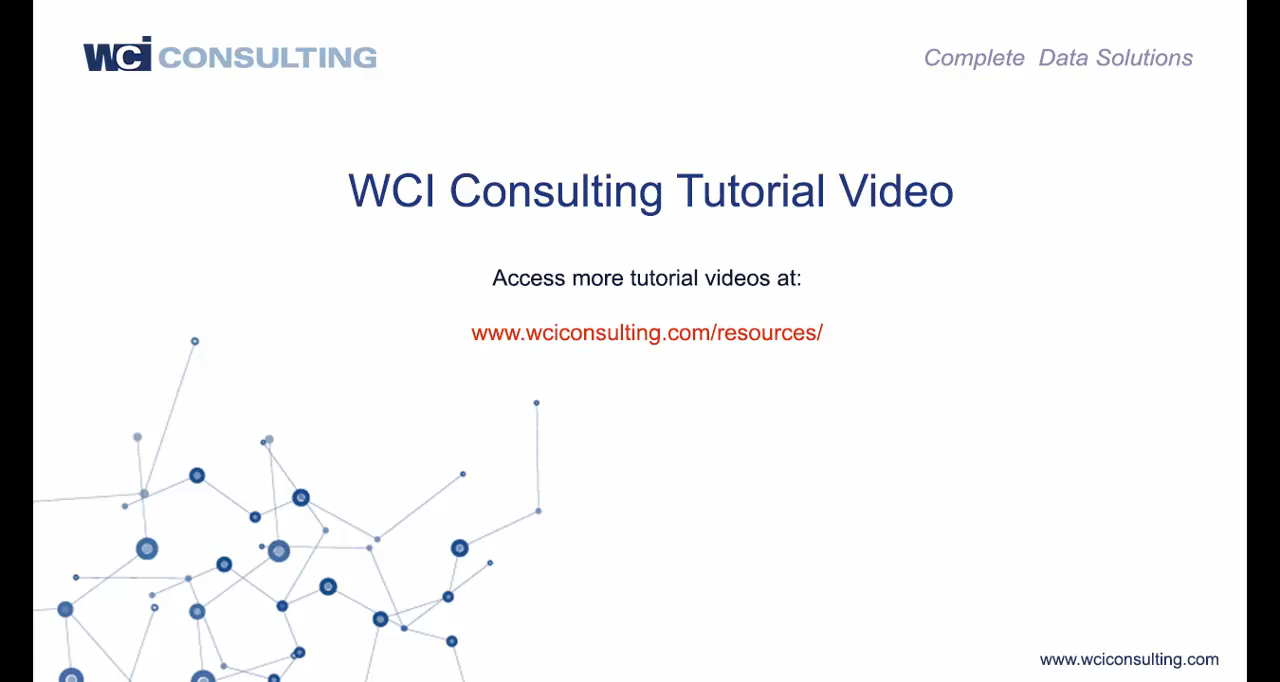 WCi CONSULTING
Complete Data Solutions
WCI Consulting Tutorial Video
Access more tutorial videos at:
www.wciconsulting.com/resources/
www.wciconsulting.com